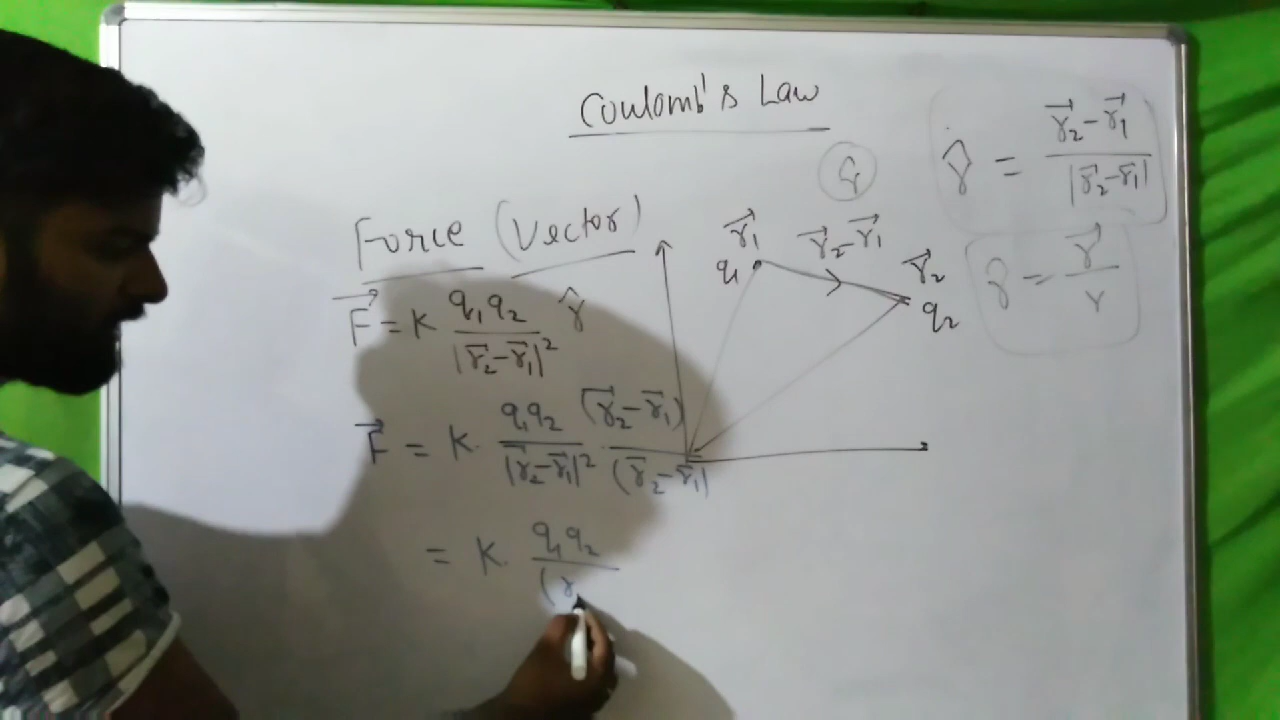 Coulomb's Law
r̂ = (r⃗₂ - r⃗₁) / |r⃗₂ - r⃗₁|
r̂ = r⃗ / r
Force (Vector)
F⃗ = K q₁q₂ / |r⃗₂ - r⃗₁|² r̂
F⃗ = K. q₁q₂ / |r⃗₂ - r⃗₁|² . (r⃗₂ - r⃗₁) / (r⃗₂ - r⃗₁|
= K. q₁q₂ / (r
r⃗₁
q₁
r⃗₂ - r⃗₁
r⃗₂
q₂